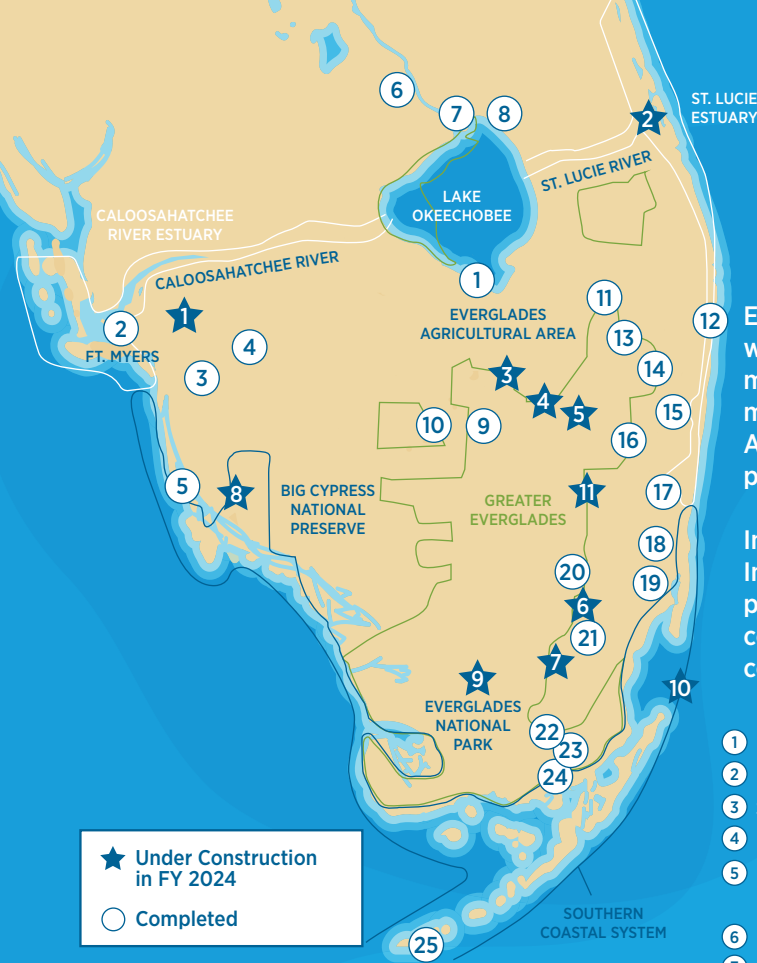 6
7
8
2
ST. LUCIE
ESTUARY
ST. LUCIE RIVER
LAKE
OKEECHOBEE
CALOOSAHATCHEE
RIVER ESTUARY
CALOOSAHATCHEE RIVER
1
1
2
FT. MYERS
3
4
EVERGLADES
AGRICULTURAL AREA
11
12
13
14
3
4
5
15
10
9
16
5
8
BIG CYPRESS
NATIONAL
PRESERVE
GREATER
EVERGLADES
11
17
18
20
19
6
21
7
9
10
EVERGLADES
NATIONAL
PARK
22
23
24
Under Construction
in FY 2024
Completed
SOUTHERN
COASTAL SYSTEM
25
E
w
m
m
A
p
I
I
p
c
c
1
2
3
4
5
6